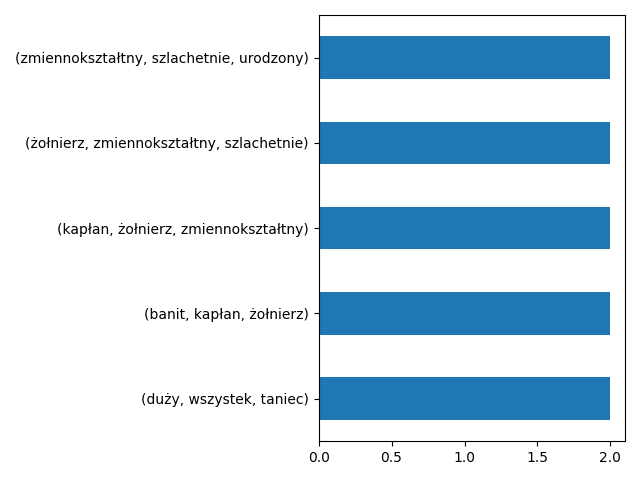 (zmiennokształtny, szlachetnie, urodzony)
(żołnierz, zmiennokształtny, szlachetnie)
(kapłan, żołnierz, zmiennokształtny)
(banit, kapłan, żołnierz)
(duży, wszystek, taniec)
0.0 0.5 1.0 1.5 2.0